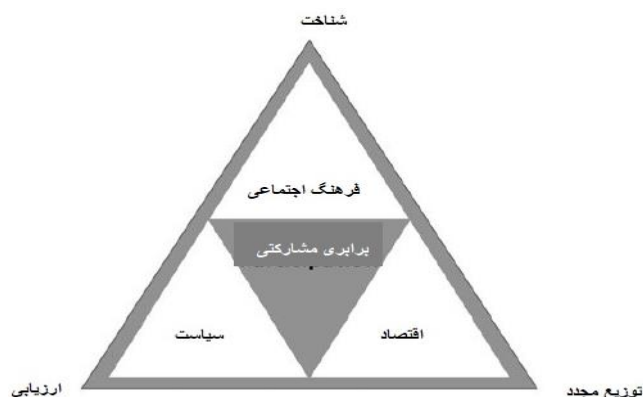 شناخت
فرهنگ اجتماعی
برابری مشارکتی
اقتصاد
سیاست
توزیع مجدد
ارزیابی